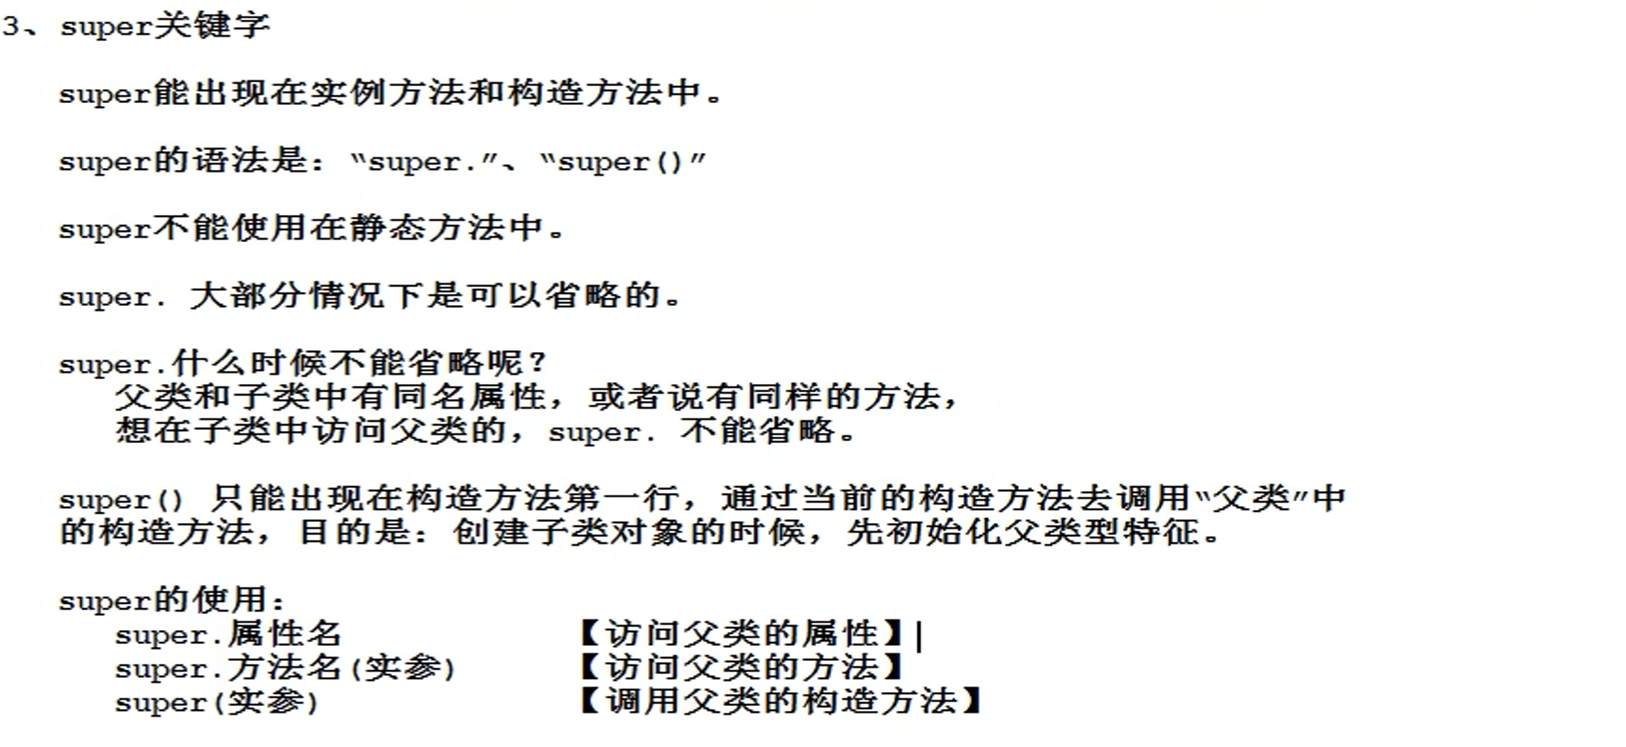 3、super关键字
super能出现在实例方法和构造方法中。
super的语法是：“super.”、“super()”
super不能使用在静态方法中。
super. 大部分情况下是可以省略的。
super.什么时候不能省略呢？
父类和子类中有同名属性，或者说有同样的方法，
想在子类中访问父类的，super. 不能省略。
super() 只能出现在构造方法第一行，通过当前的构造方法去调用“父类”中
的构造方法，目的是：创建子类对象的时候，先初始化父类型特征。
super的使用：
super.属性名 【访问父类的属性】
super.方法名(实参) 【访问父类的方法】
super(实参) 【调用父类的构造方法】